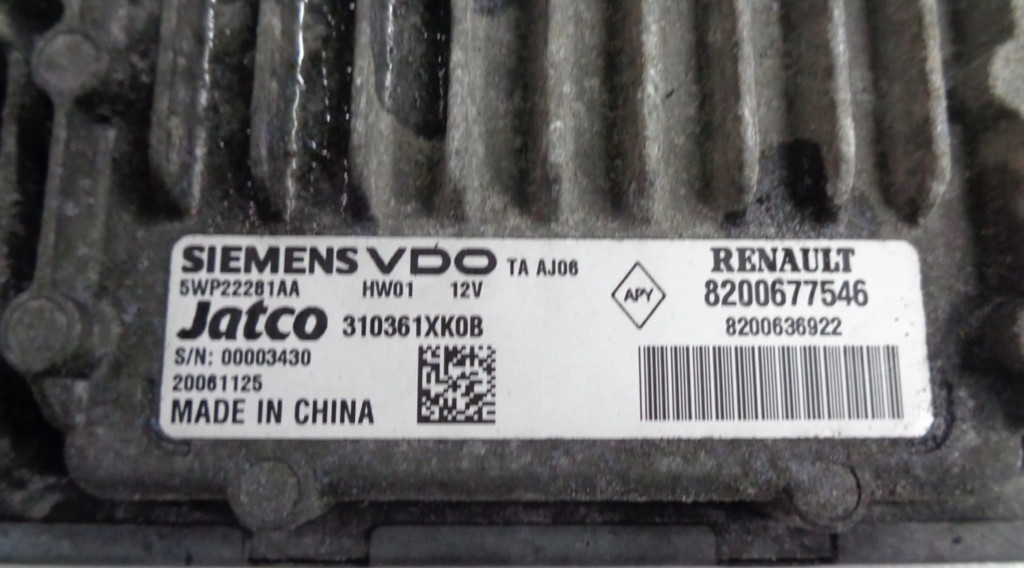 SIEMENS VDO TA AJ06
5WP22281AA HW01 12V
Jatco 310361XK0B
S/N: 00003430
20061125
MADE IN CHINA
APY
RENAULT
8200677546
8200636922